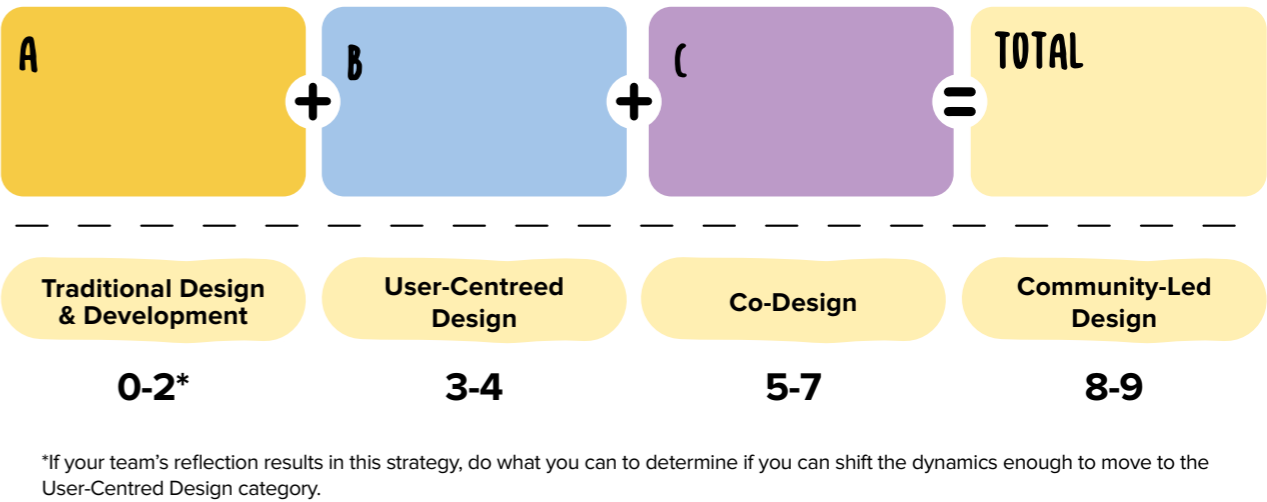 A
+
B
+
C
=
TOTAL
Traditional Design
& Development
User-Centreed
Design
Co-Design
Community-Led
Design
0-2*
3-4
5-7
8-9
*If your team’s reflection results in this strategy, do what you can to determine if you can shift the dynamics enough to move to the
User-Centred Design category.